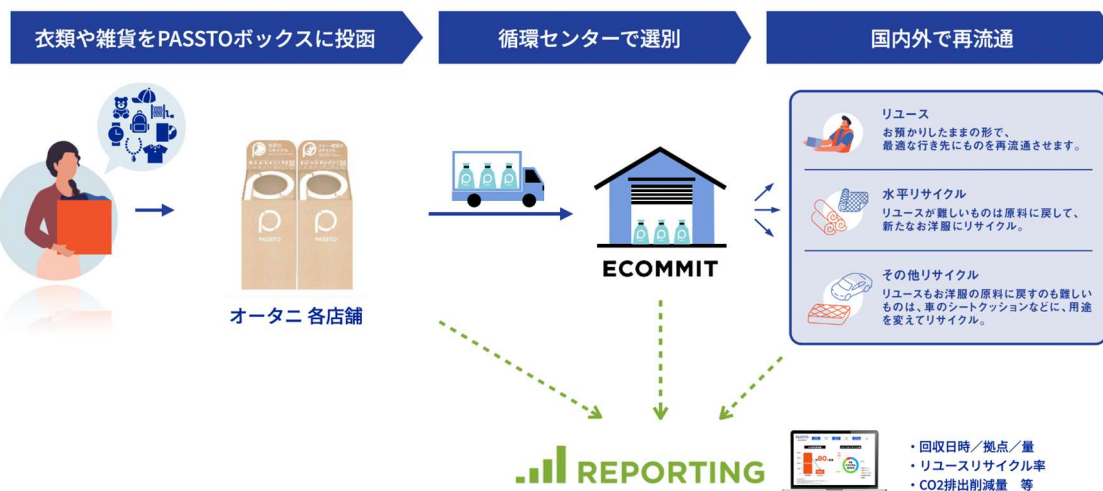 衣類や雑貨をPASSTOボックスに投函
循環センターで選別
国内外で再流通
PASSTO
PASSTO
オータニ 各店舗
ECOMMIT
リユース
お預かりしたままの形で、
最適な行き先にものを再流通させます。
水平リサイクル
リユースが難しいものは原料に戻して、
新たなお洋服にリサイクル。
その他リサイクル
リユースもお洋服の原料に戻すのも難しい
ものは、車のシートクッションなどに、用途
を変えてリサイクル。
REPORTING
・回収日時／拠点／量
・リユースリサイクル率
・CO2排出削減量 等